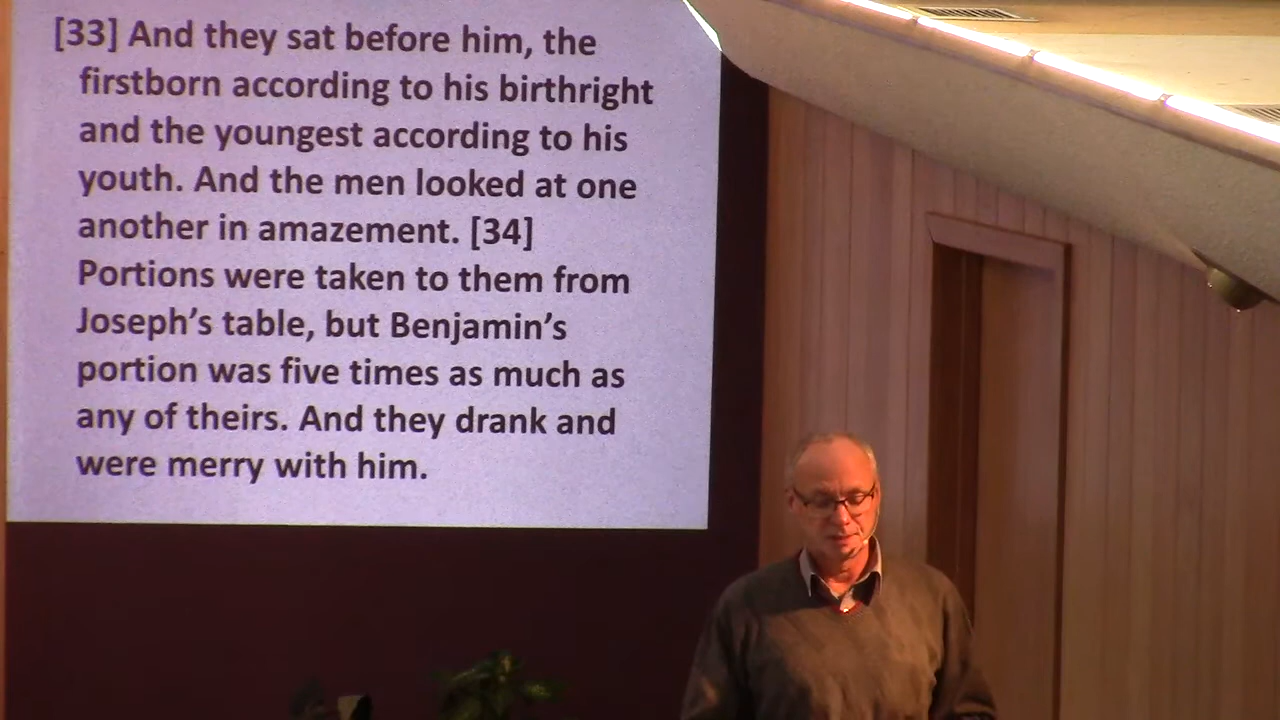 [33] And they sat before him, the
firstborn according to his birthright
and the youngest according to his
youth. And the men looked at one
another in amazement. [34]
Portions were taken to them from
Joseph’s table, but Benjamin’s
portion was five times as much as
any of theirs. And they drank and
were merry with him.